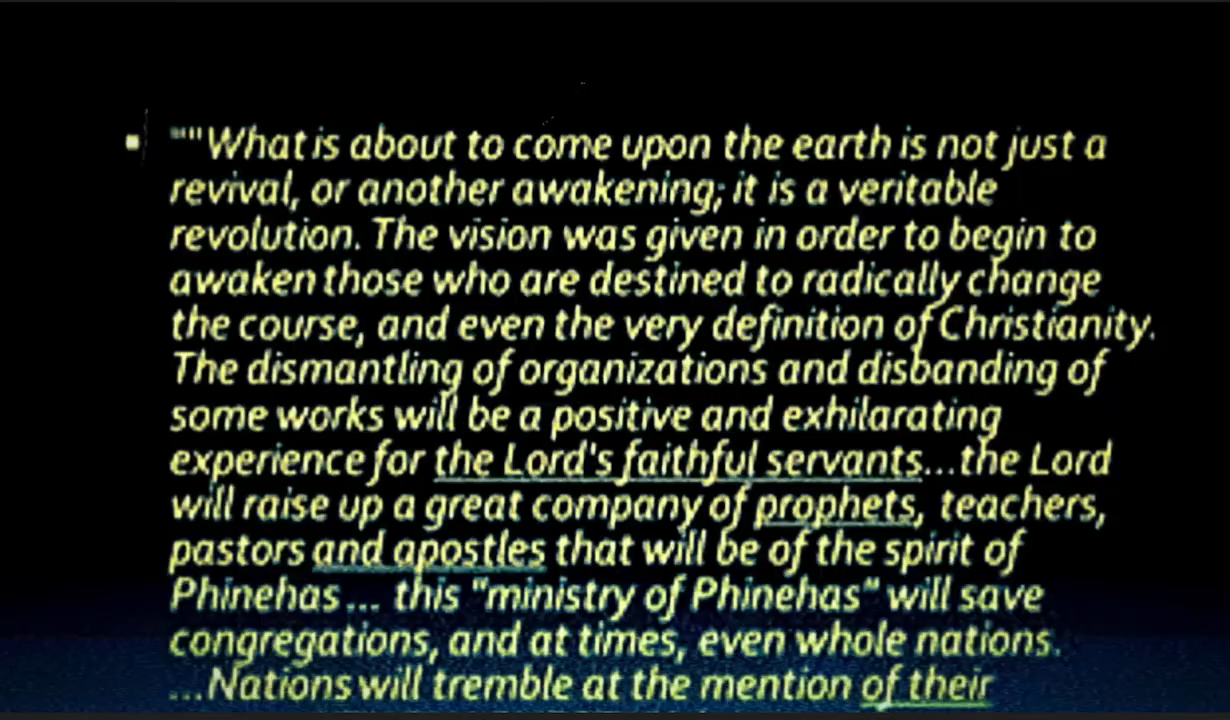 ""What is about to come upon the earth is not just a
revival, or another awakening; it is a veritable
revolution. The vision was given in order to begin to
awaken those who are destined to radically change
the course, and even the very definition of Christianity.
The dismantling of organizations and disbanding of
some works will be a positive and exhilarating
experience for the Lord's faithful servants...the Lord
will raise up a great company of prophets, teachers,
pastors and apostles that will be of the spirit of
Phinehas... this "ministry of Phinehas" will save
congregations, and at times, even whole nations.
...Nations will tremble at the mention of their